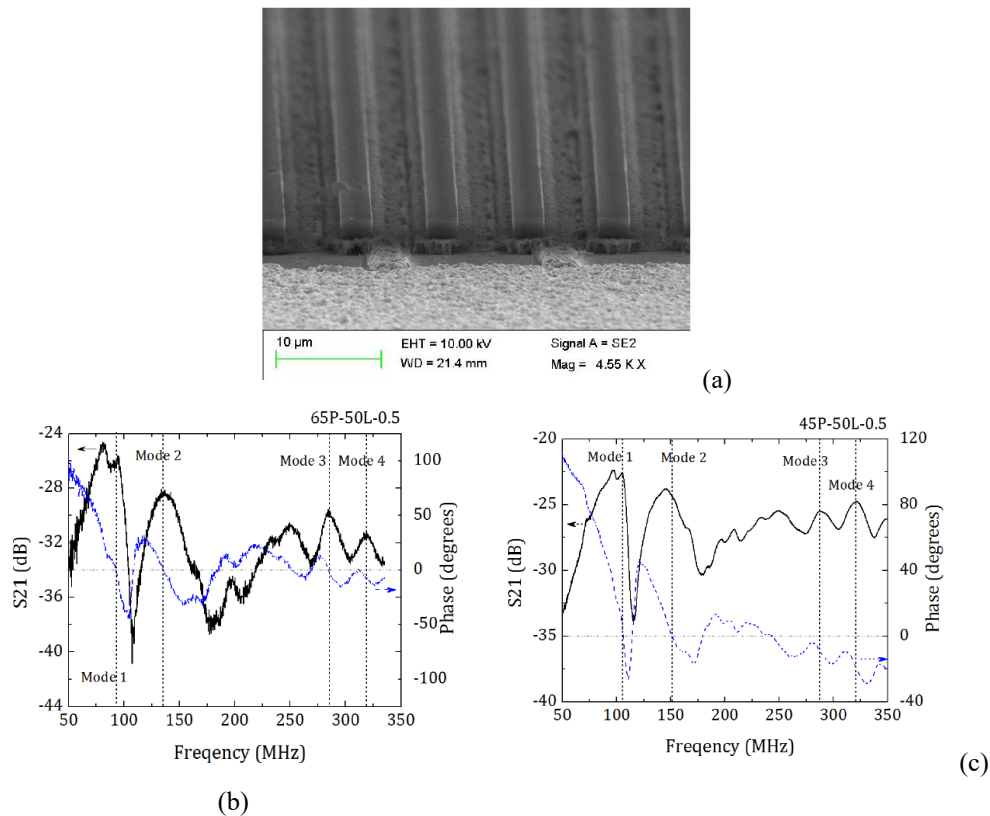 10 µm
EHT = 10.00 kV
Signal A = SE2
WD = 21.4 mm
Mag = 4.55 K X
(a)
65P-50L-0.5
-24
-28
-32
-36
-40
-44
S21 (dB)
Mode 1
Mode 2
Mode 3
Mode 4
100
50
0
-50
-100
Phase (degrees)
50
100
150
200
250
300
350
Freqency (MHz)
(b)
45P-50L-0.5
-20
-25
-30
-35
-40
S21 (dB)
Mode 1
Mode 2
Mode 3
Mode 4
120
80
40
0
-40
Phase (degrees)
50
100
150
200
250
300
350
Freqency (MHz)
(c)